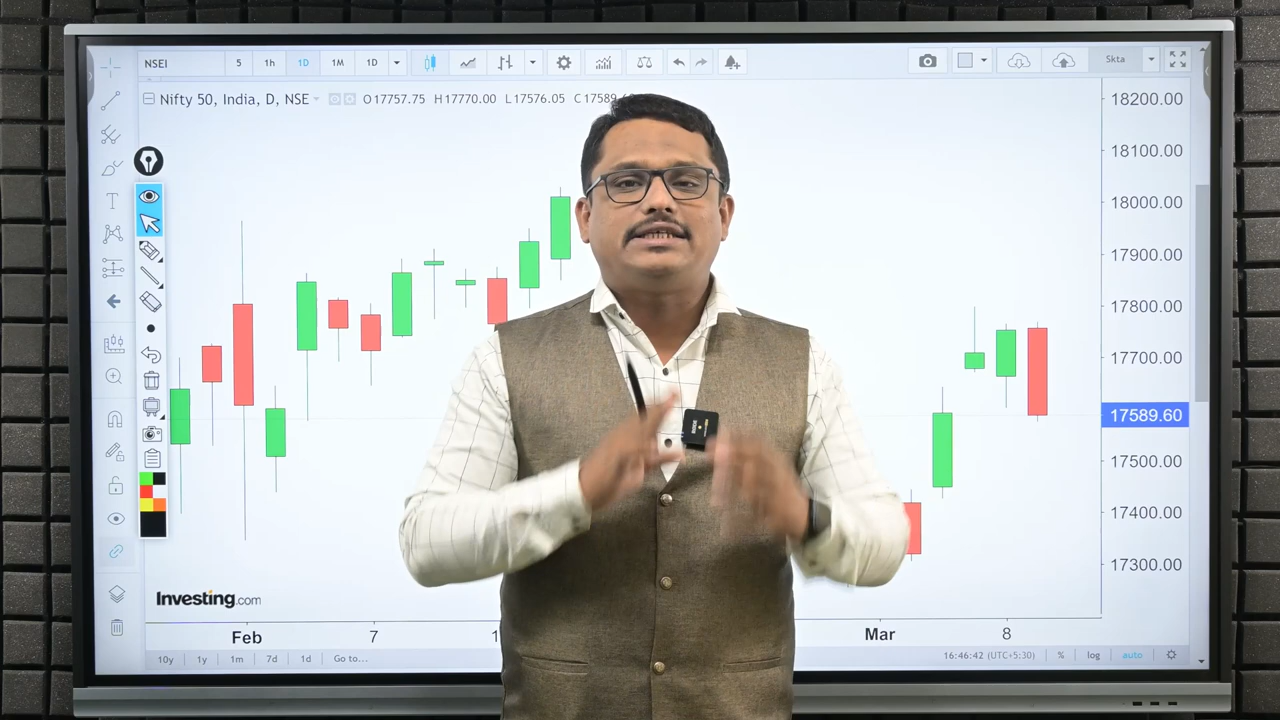 NSEI 5 1h 1D 1M 1D Skta
Nifty 50, India, D, NSE O17757.75 H17770.00 L17576.05 C17589.60
18200.00
18100.00
18000.00
17900.00
17800.00
17700.00
17589.60
17500.00
17400.00
17300.00
Investing.com
Feb 7 Mar 8
10y 1y 1m 7d 1d Go to... 16:46:42 (UTC+5:30) % log auto